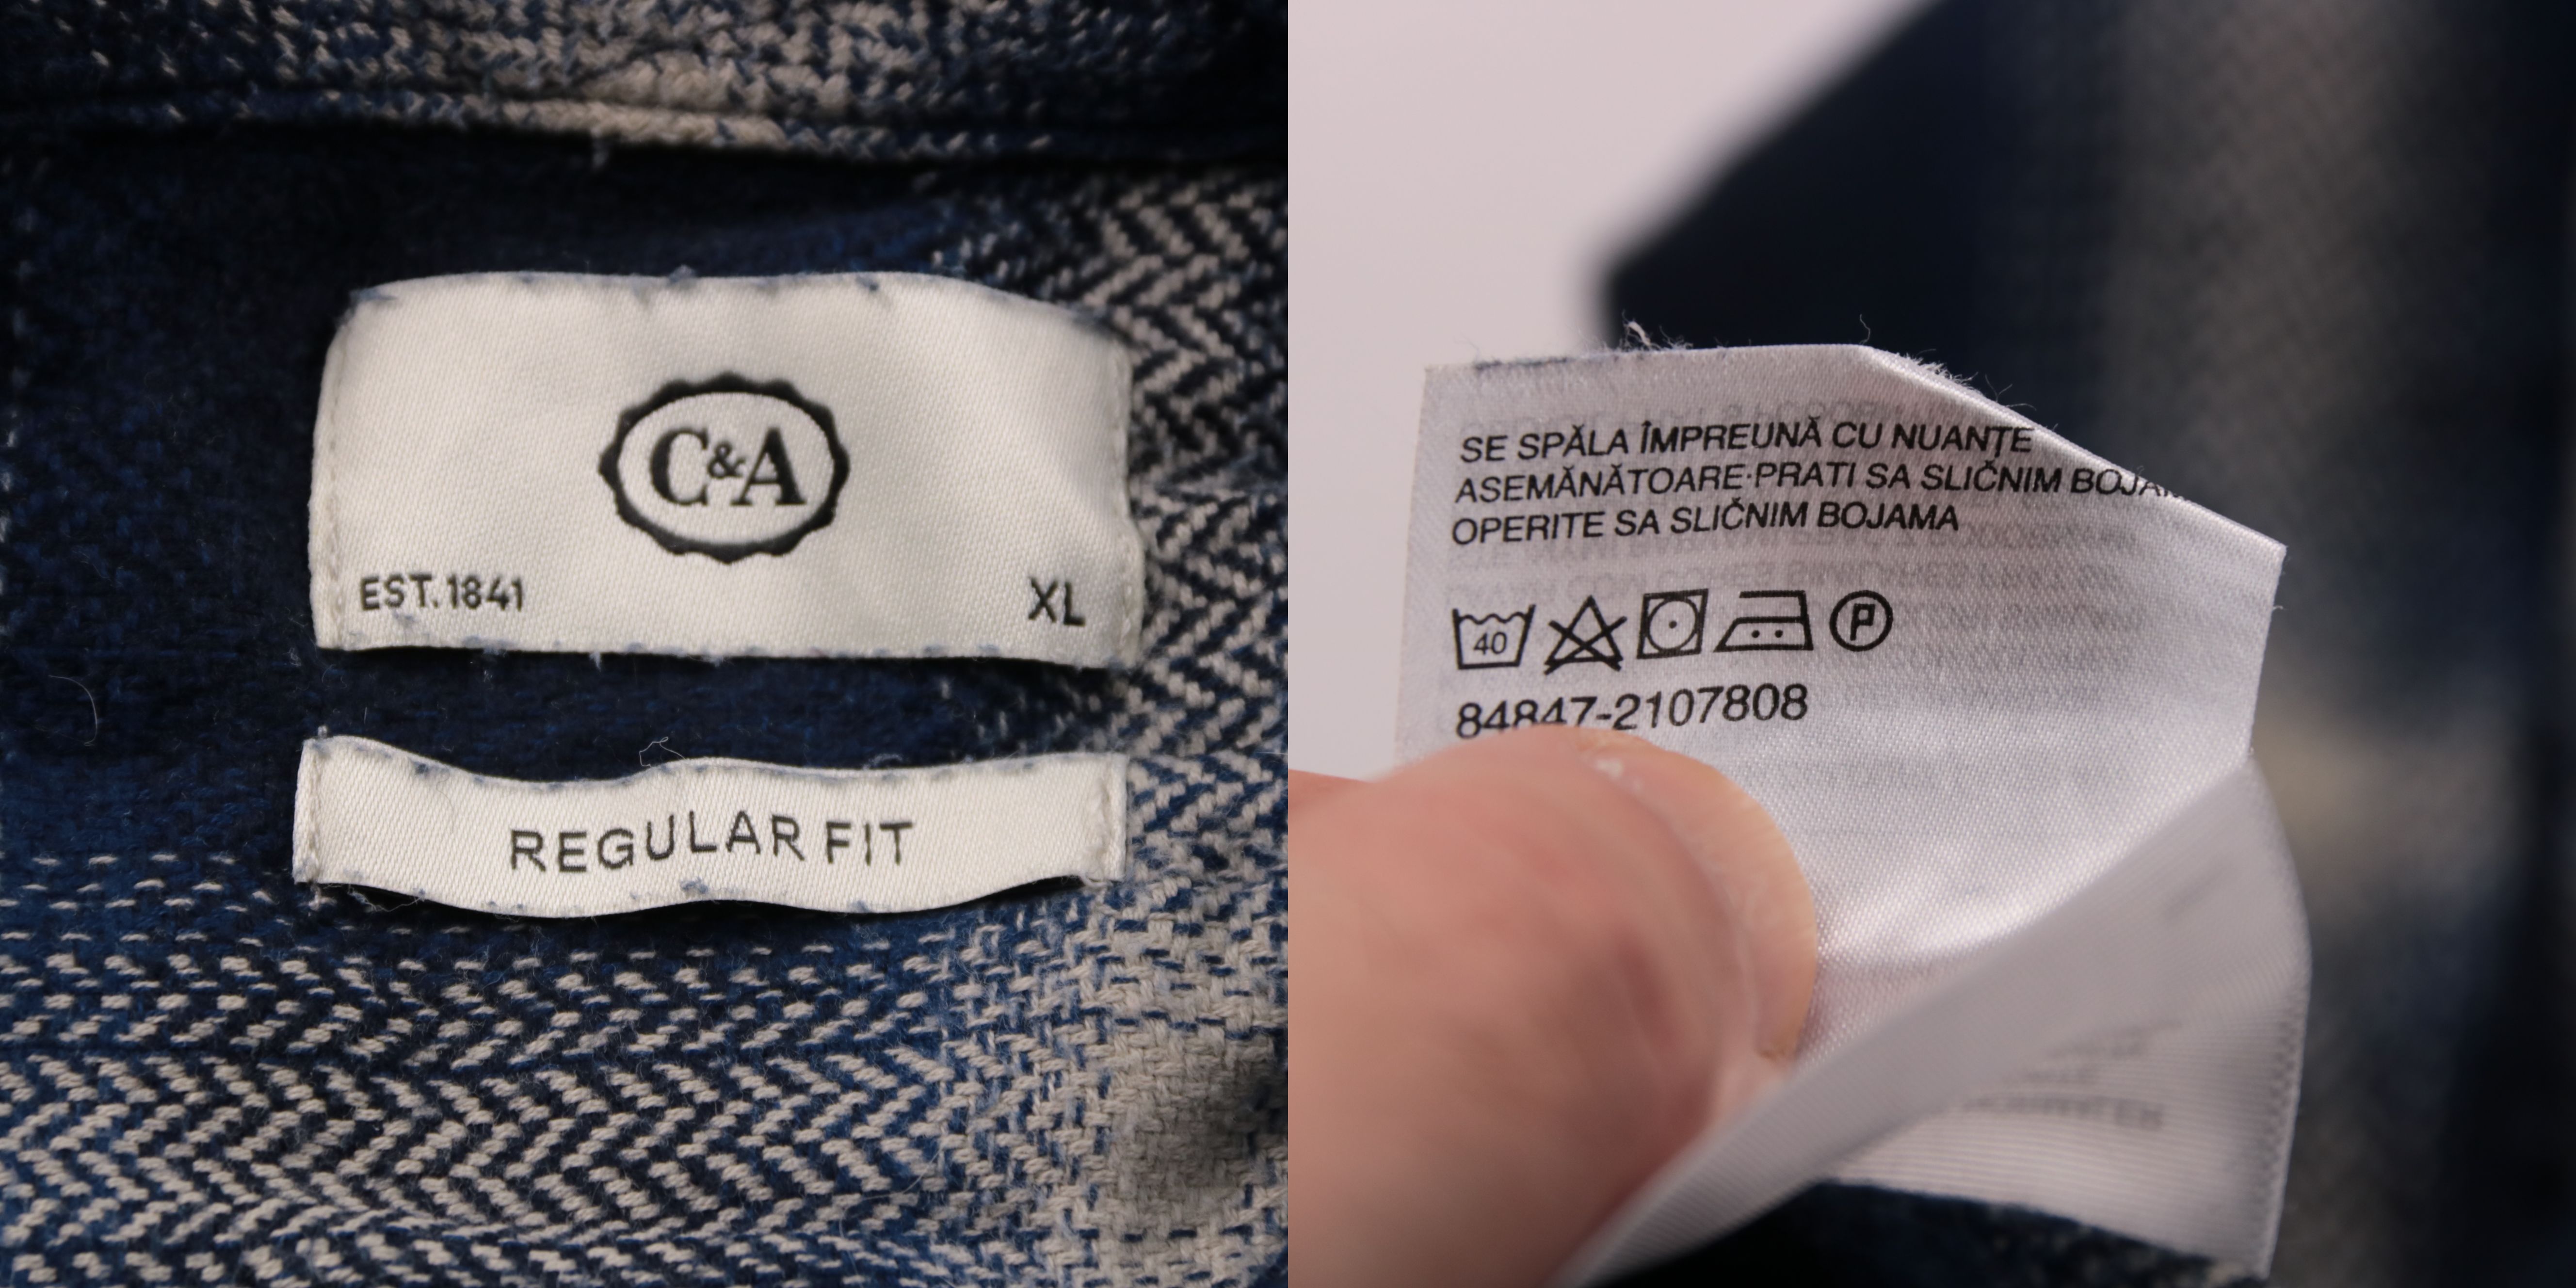 C&A
EST. 1841 XL
REGULAR FIT
SE SPĂLA ÎMPREUNĂ CU NUANȚE
ASEMĂNĂTOARE·PRATI SA SLIČNIM
OPERITE SA SLIČNIM BOJAMA
40
P
84847-2107808